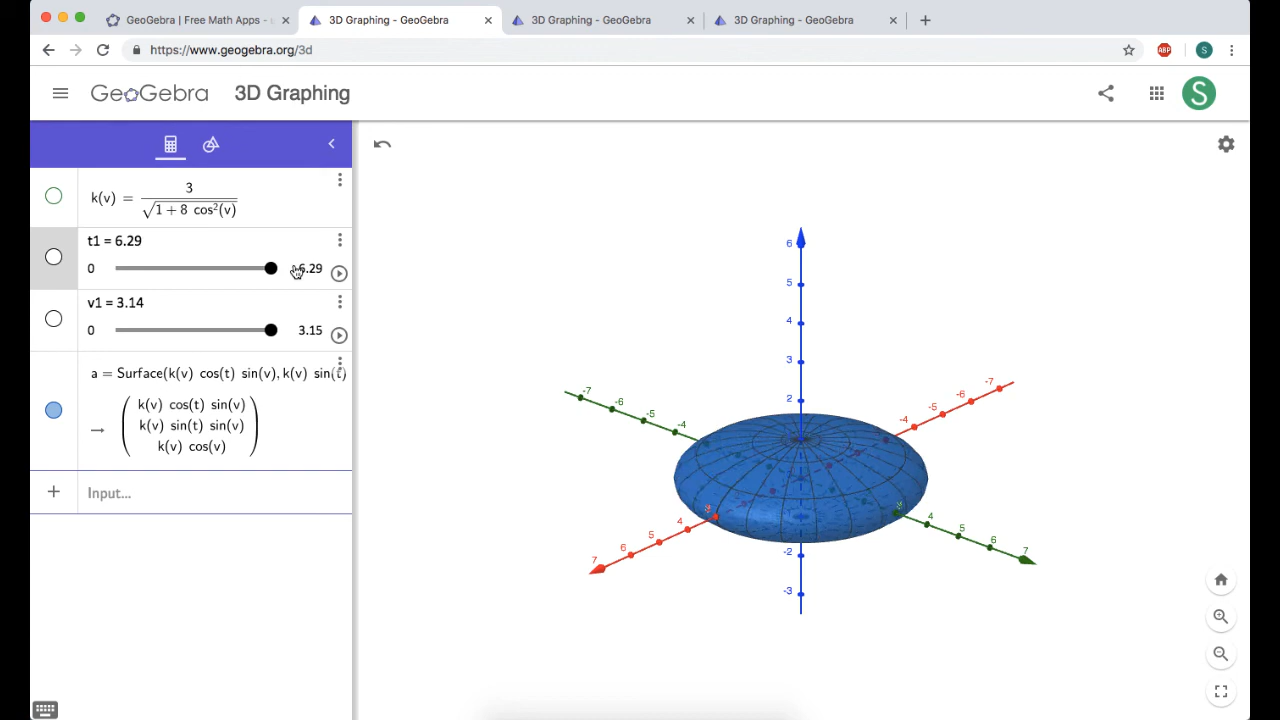 GeoGebra | Free Math Apps -
3D Graphing - GeoGebra
3D Graphing - GeoGebra
3D Graphing - GeoGebra
https://www.geogebra.org/3d
ABP
S
GeoGebra
3D Graphing
S
k(v) = 3 / √(1 + 8 cos²(v))
t1 = 6.29
0
6.29
v1 = 3.14
0
3.15
a = Surface(k(v) cos(t) sin(v), k(v) sin(t)
→ ( k(v) cos(t) sin(v)
k(v) sin(t) sin(v)
k(v) cos(v) )
+
Input...
6
5
4
3
2
-2
-3
-7
-6
-5
-4
4
5
6
7
-7
-6
-5
-4
4
5
6
7